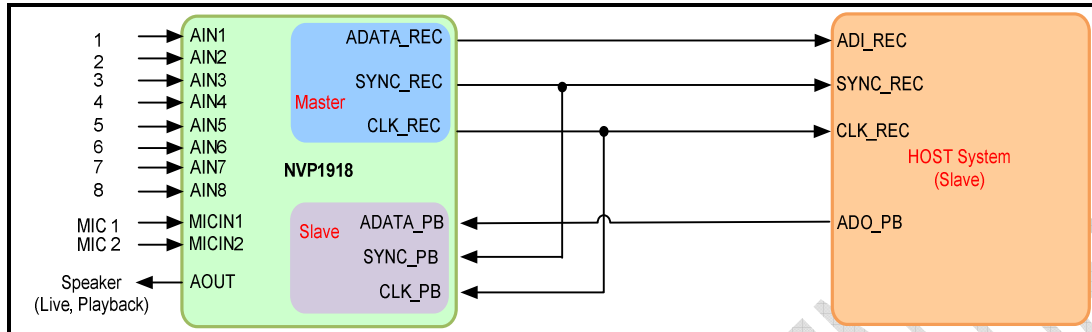 1 AIN1
2 AIN2
3 AIN3
4 AIN4
5 AIN5
6 AIN6
7 AIN7
8 AIN8
MIC 1 MICIN1
MIC 2 MICIN2
Speaker AOUT
(Live, Playback)
NVP1918
Master
ADATA_REC
SYNC_REC
CLK_REC
Slave
ADATA_PB
SYNC_PB
CLK_PB
ADI_REC
SYNC_REC
CLK_REC
HOST System
(Slave)
ADO_PB